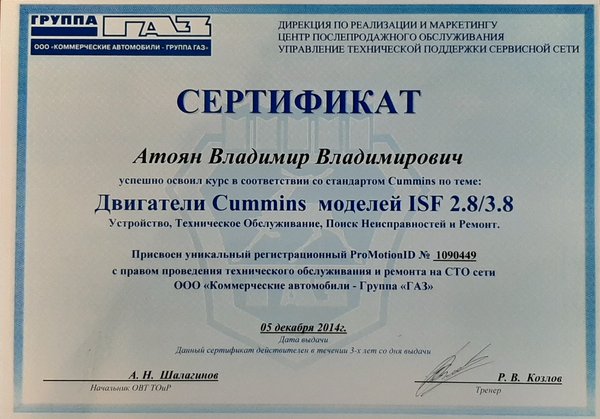 ГРУППА ГАЗ
ООО «КОММЕРЧЕСКИЕ АВТОМОБИЛИ - ГРУППА ГАЗ»
ДИРЕКЦИЯ ПО РЕАЛИЗАЦИИ И МАРКЕТИНГУ
ЦЕНТР ПОСЛЕПРОДАЖНОГО ОБСЛУЖИВАНИЯ
УПРАВЛЕНИЕ ТЕХНИЧЕСКОЙ ПОДДЕРЖКИ СЕРВИСНОЙ СЕТИ
СЕРТИФИКАТ
Атоян Владимир Владимирович
успешно освоил курс в соответствии со стандартом Cummins по теме:
Двигатели Cummins моделей ISF 2.8/3.8
Устройство, Техническое Обслуживание, Поиск Неисправностей и Ремонт.
Присвоен уникальный регистрационный ProMotionID № 1090449
с правом проведения технического обслуживания и ремонта на СТО сети
ООО «Коммерческие автомобили - Группа «ГАЗ»
05 декабря 2014г.
Дата выдачи
Данный сертификат действителен в течении 3-х лет со дня выдачи
А. Н. Шалагинов
Начальник ОВТ ТОиР
Р. В. Козлов
Тренер